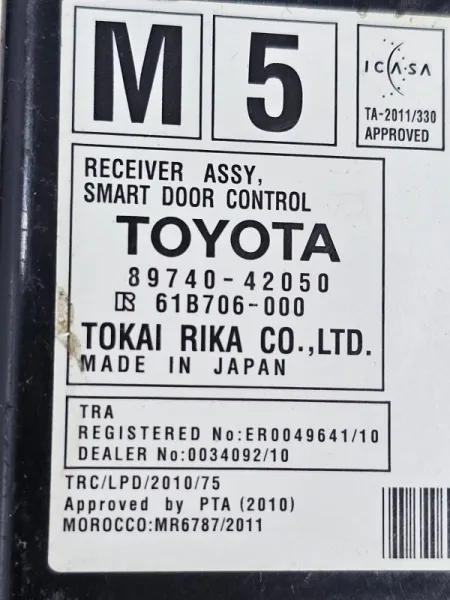 M 5
ICASA
TA-2011/330
APPROVED
RECEIVER ASSY,
SMART DOOR CONTROL
TOYOTA
89740-42050
61B706-000
TOKAI RIKA CO.,LTD.
MADE IN JAPAN
TRA
REGISTERED No:ER0049641/10
DEALER No:0034092/10
TRC/LPD/2010/75
Approved by PTA (2010)
MOROCCO:MR6787/2011